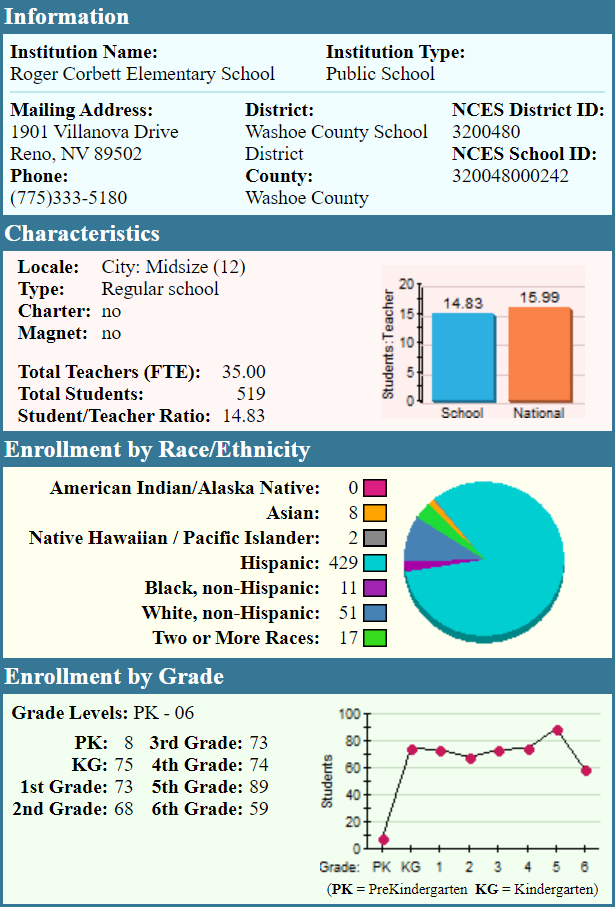 Information
Institution Name: Institution Type:
Roger Corbett Elementary School Public School
Mailing Address: District: NCES District ID:
1901 Villanova Drive Washoe County School 3200480
Reno, NV 89502 District NCES School ID:
Phone: County: 320048000242
(775)333-5180 Washoe County
Characteristics
Locale: City: Midsize (12)
Type: Regular school
Charter: no
Magnet: no
Total Teachers (FTE): 35.00
Total Students: 519
Student/Teacher Ratio: 14.83
Students:Teacher
20
15
10
5
0
14.83 15.99
School National
Enrollment by Race/Ethnicity
American Indian/Alaska Native: 0
Asian: 8
Native Hawaiian / Pacific Islander: 2
Hispanic: 429
Black, non-Hispanic: 11
White, non-Hispanic: 51
Two or More Races: 17
Enrollment by Grade
Grade Levels: PK - 06
PK: 8 3rd Grade: 73
KG: 75 4th Grade: 74
1st Grade: 73 5th Grade: 89
2nd Grade: 68 6th Grade: 59
Students
100
80
60
40
20
0
Grade: PK KG 1 2 3 4 5 6
(PK = PreKindergarten KG = Kindergarten)